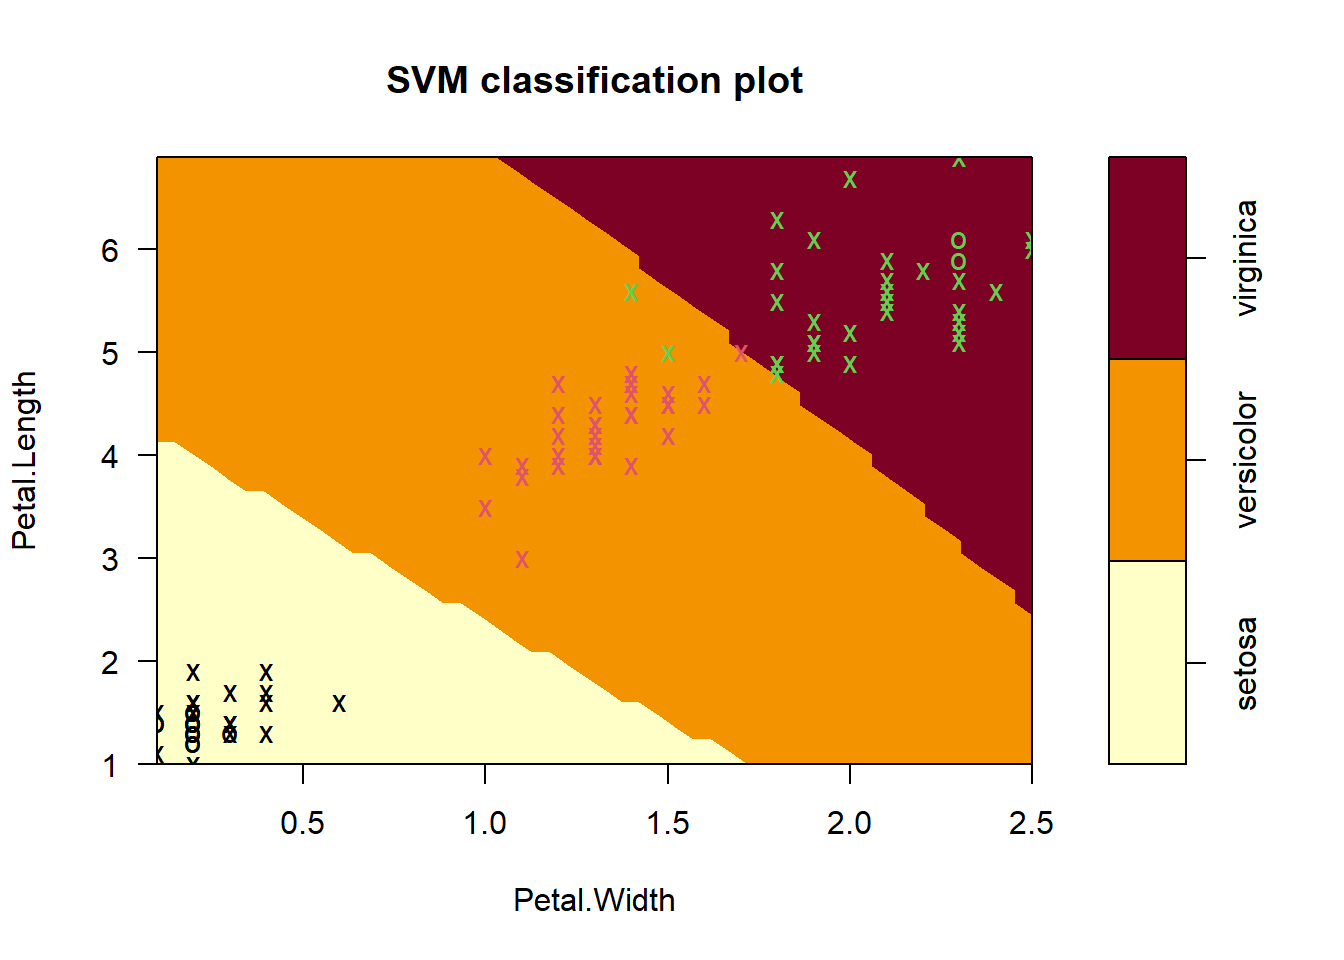 SVM classification plot
Petal.Length
6
5
4
3
2
1
0.5 1.0 1.5 2.0 2.5
Petal.Width
virginica
versicolor
setosa